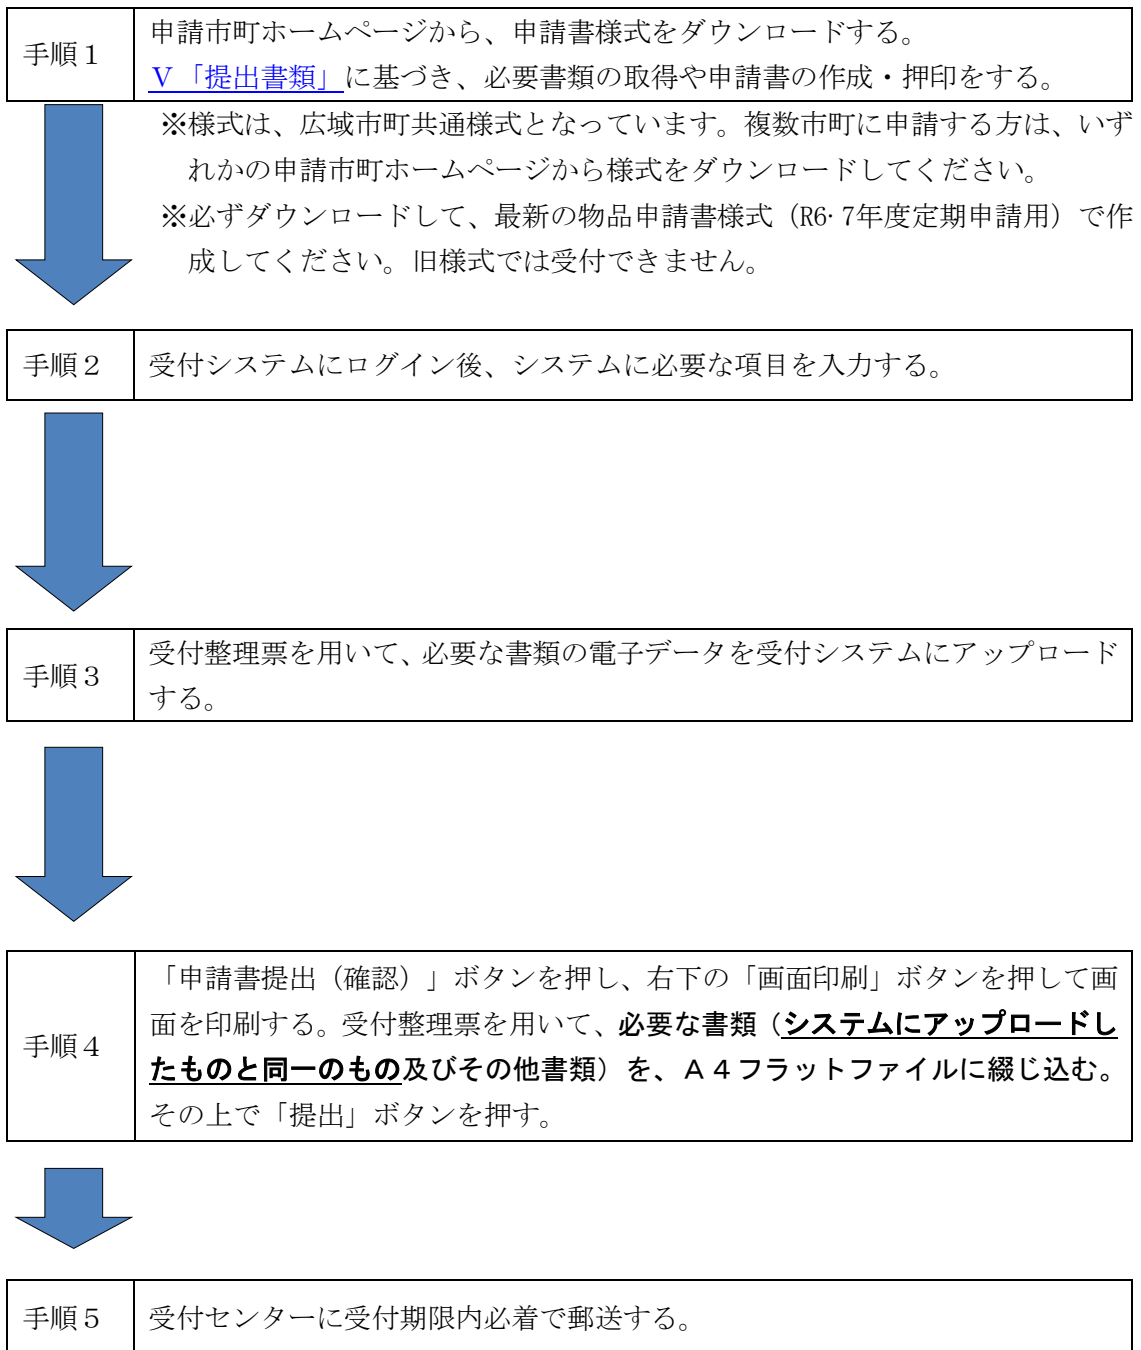 手順１
申請市町ホームページから、申請書様式をダウンロードする。
Ⅴ「提出書類」に基づき、必要書類の取得や申請書の作成・押印をする。
※様式は、広域市町共通様式となっています。複数市町に申請する方は、いず
れかの申請市町ホームページから様式をダウンロードしてください。
※必ずダウンロードして、最新の物品申請書様式（R6･7年度定期申請用）で作
成してください。旧様式では受付できません。
手順２
受付システムにログイン後、システムに必要な項目を入力する。
手順３
受付整理票を用いて、必要な書類の電子データを受付システムにアップロード
する。
手順４
「申請書提出（確認）」ボタンを押し、右下の「画面印刷」ボタンを押して画
面を印刷する。受付整理票を用いて、必要な書類（システムにアップロードし
たものと同一のもの及びその他書類）を、Ａ４フラットファイルに綴じ込む。
その上で「提出」ボタンを押す。
手順５
受付センターに受付期限内必着で郵送する。